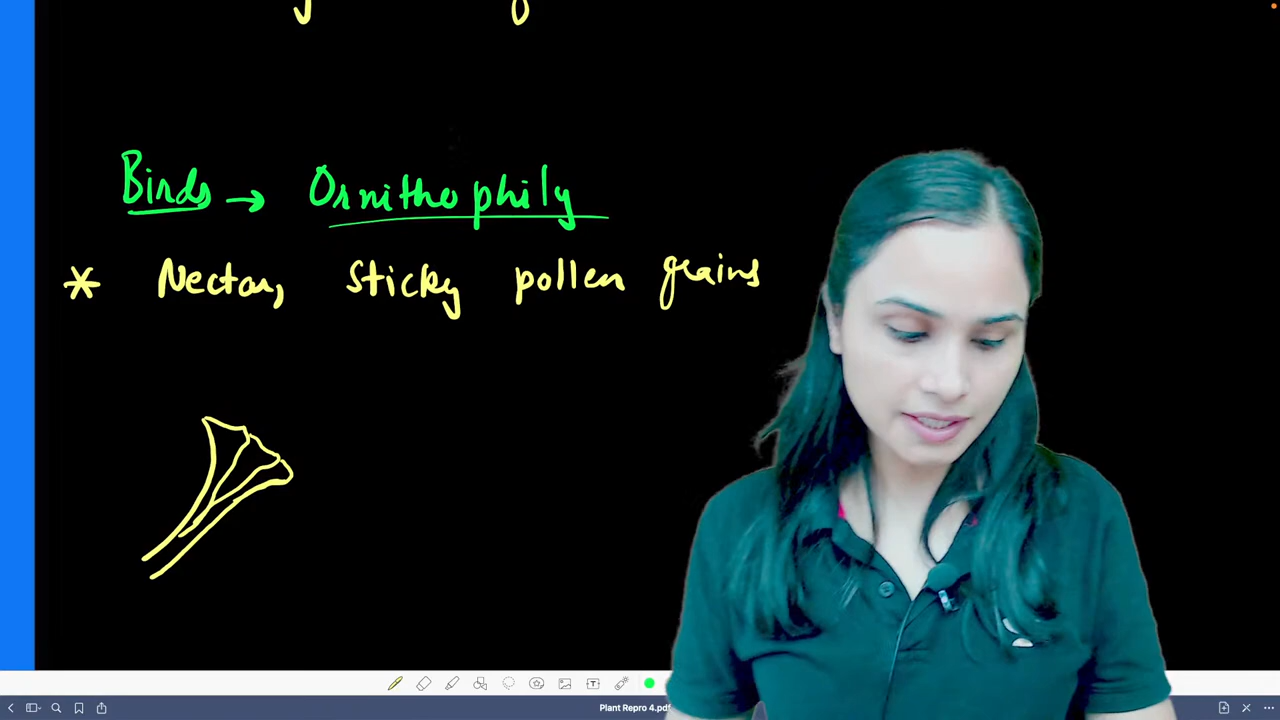 Birds → Ornithophily
* Nectar, sticky pollen grains
Plant Repro 4.pdf